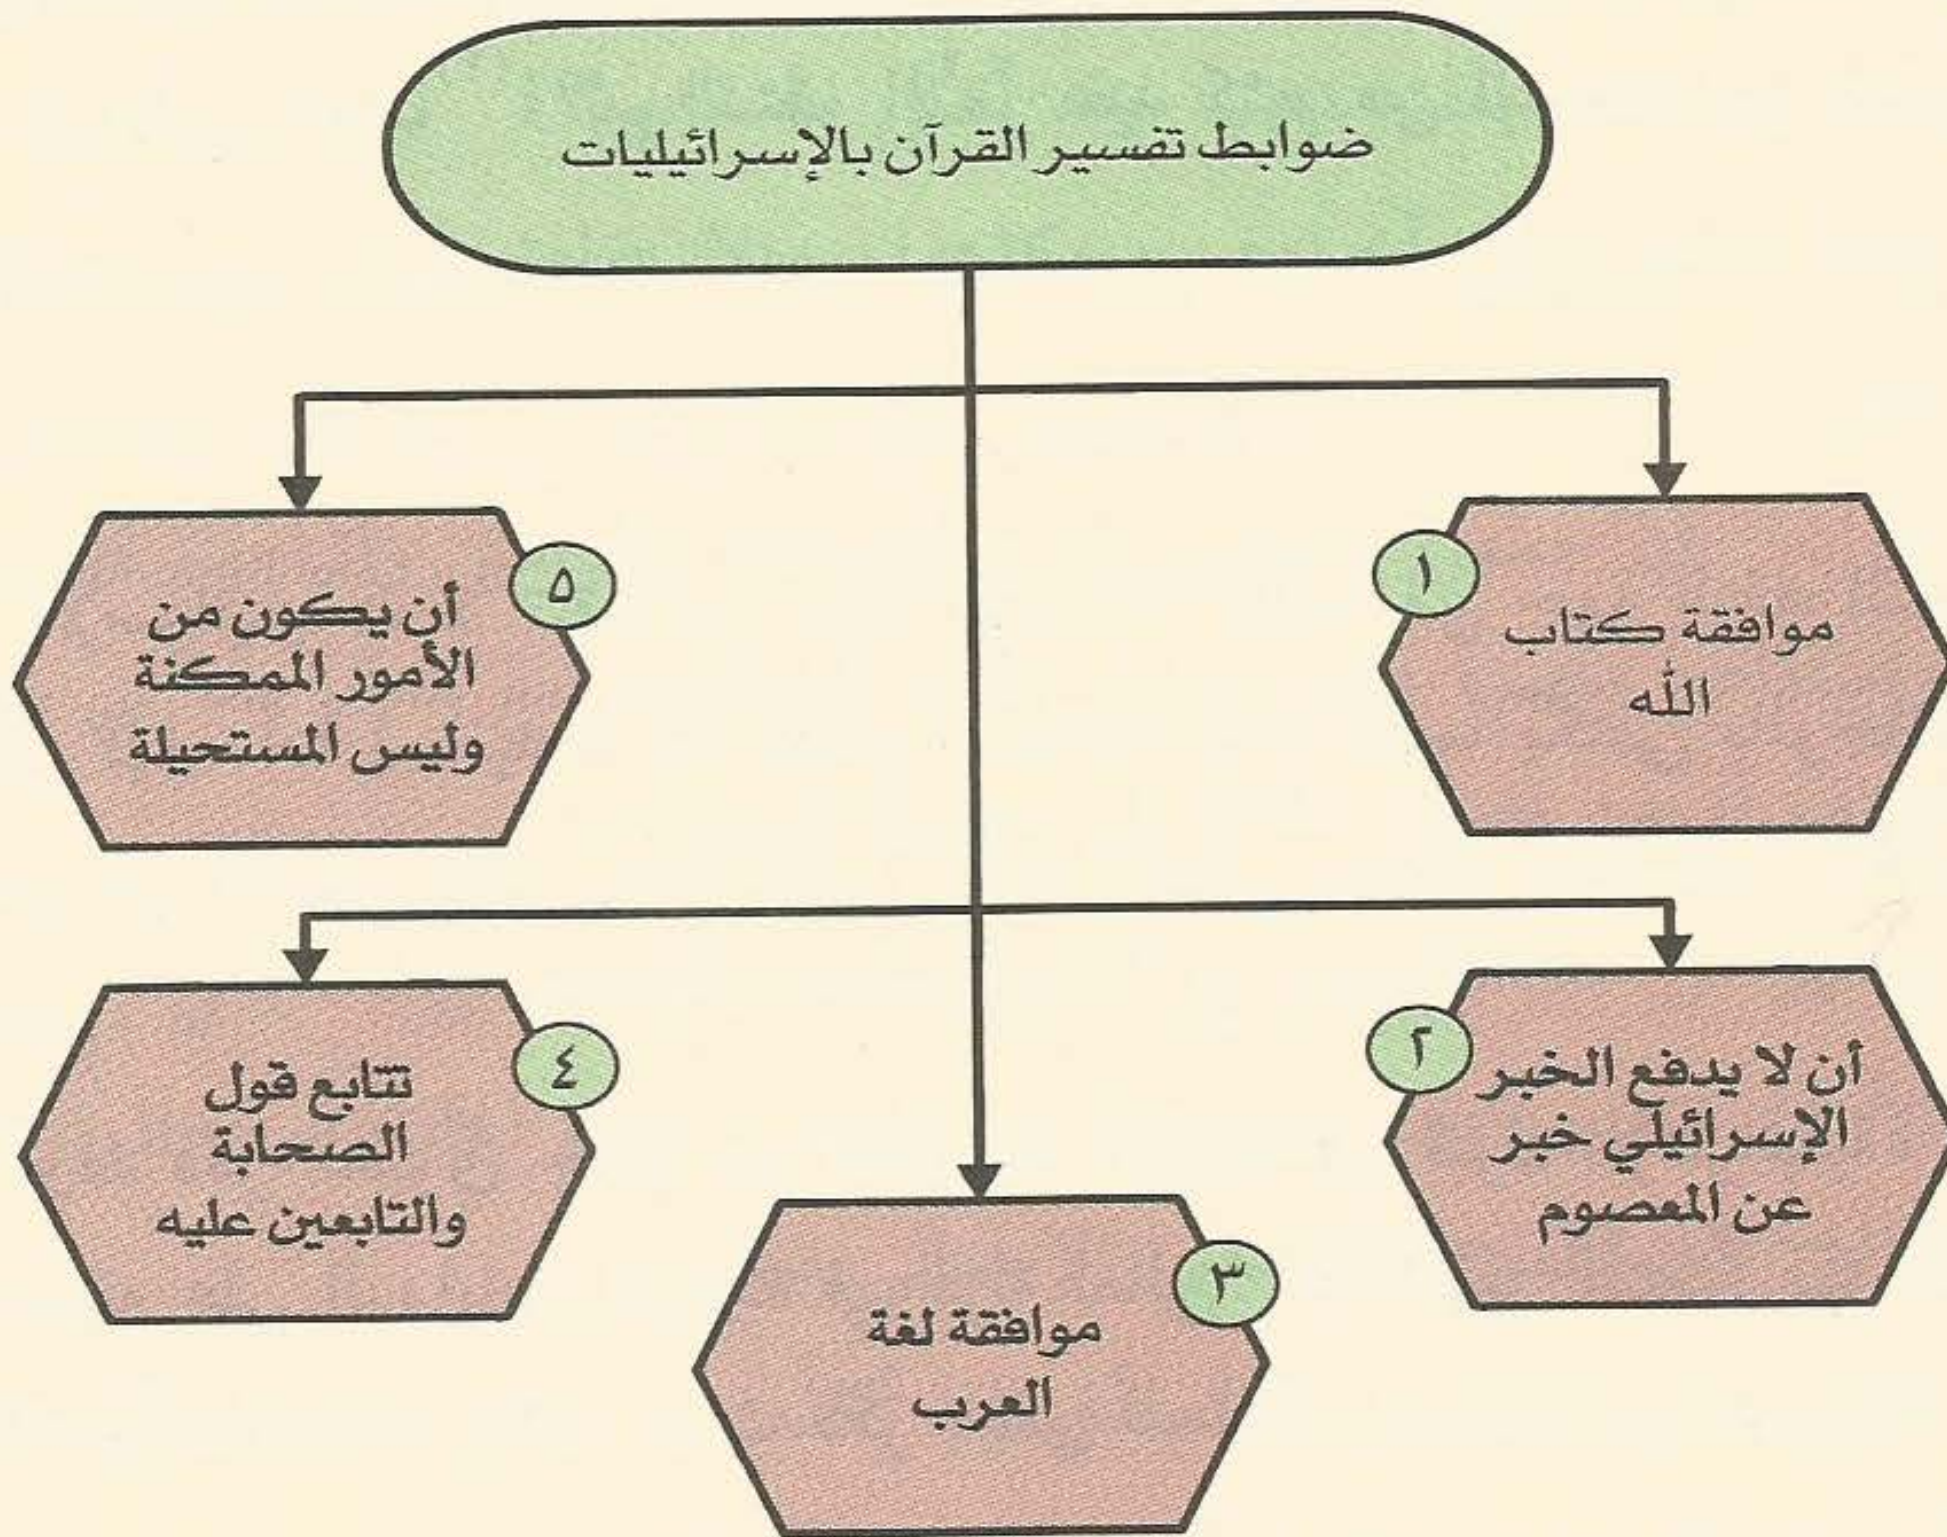 ضوابط تفسير القرآن بالإسرائيليات
١
موافقة كتاب
الله
٢
أن لا يدفع الخبر
الإسرائيلي خبر
عن المعصوم
٣
موافقة لغة
العرب
٤
تتابع قول
الصحابة
والتابعين عليه
٥
أن يكون من
الأمور الممكنة
وليس المستحيلة